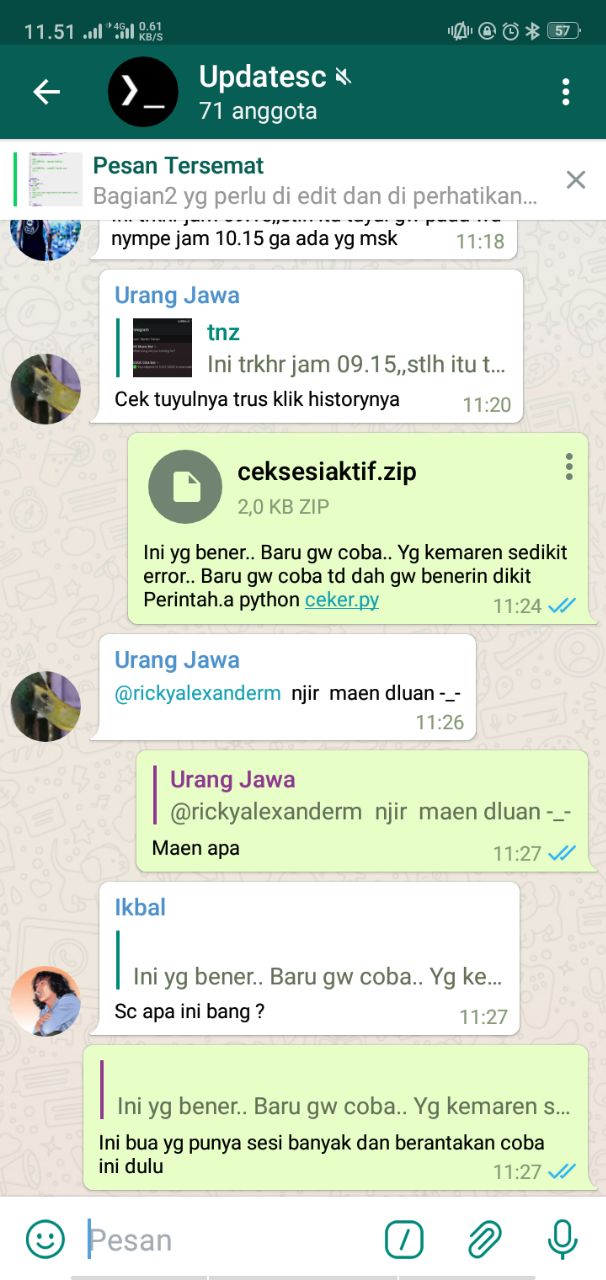 11.51 4G 0.61 KB/S 57
Updatesc
71 anggota
Pesan Tersemat
Bagian2 yg perlu di edit dan di perhatikan...
nympe jam 10.15 ga ada yg msk 11:18
Urang Jawa
tnz
Ini trkhr jam 09.15,,stlh itu t...
Cek tuyulnya trus klik historynya 11:20
ceksesiaktif.zip
2,0 KB ZIP
Ini yg bener.. Baru gw coba.. Yg kemaren sedikit
error.. Baru gw coba td dah gw benerin dikit
Perintah.a python ceker.py 11:24
Urang Jawa
@rickyalexanderm njir maen dluan -_-
11:26
Urang Jawa
@rickyalexanderm njir maen dluan -_-
Maen apa 11:27
Ikbal
Ini yg bener.. Baru gw coba.. Yg ke...
Sc apa ini bang ? 11:27
Ini yg bener.. Baru gw coba.. Yg kemaren s...
Ini bua yg punya sesi banyak dan berantakan coba
ini dulu 11:27
Pesan